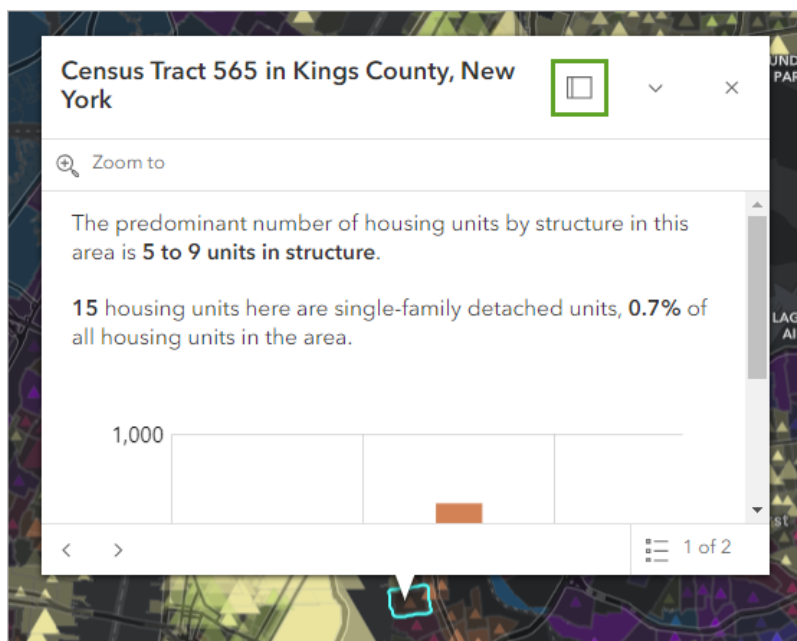 Census Tract 565 in Kings County, New
York
Zoom to
The predominant number of housing units by structure in this
area is 5 to 9 units in structure.
15 housing units here are single-family detached units, 0.7% of
all housing units in the area.
1,000
1 of 2